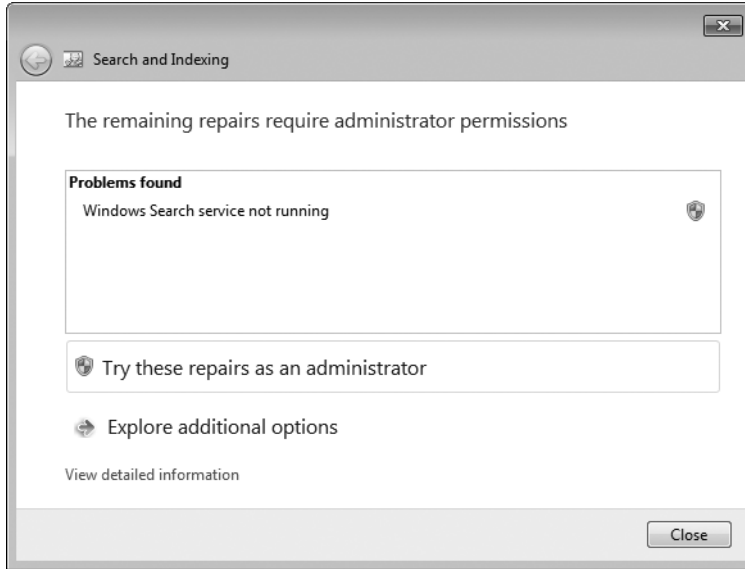 Search and Indexing
The remaining repairs require administrator permissions
Problems found
Windows Search service not running
Try these repairs as an administrator
Explore additional options
View detailed information
Close